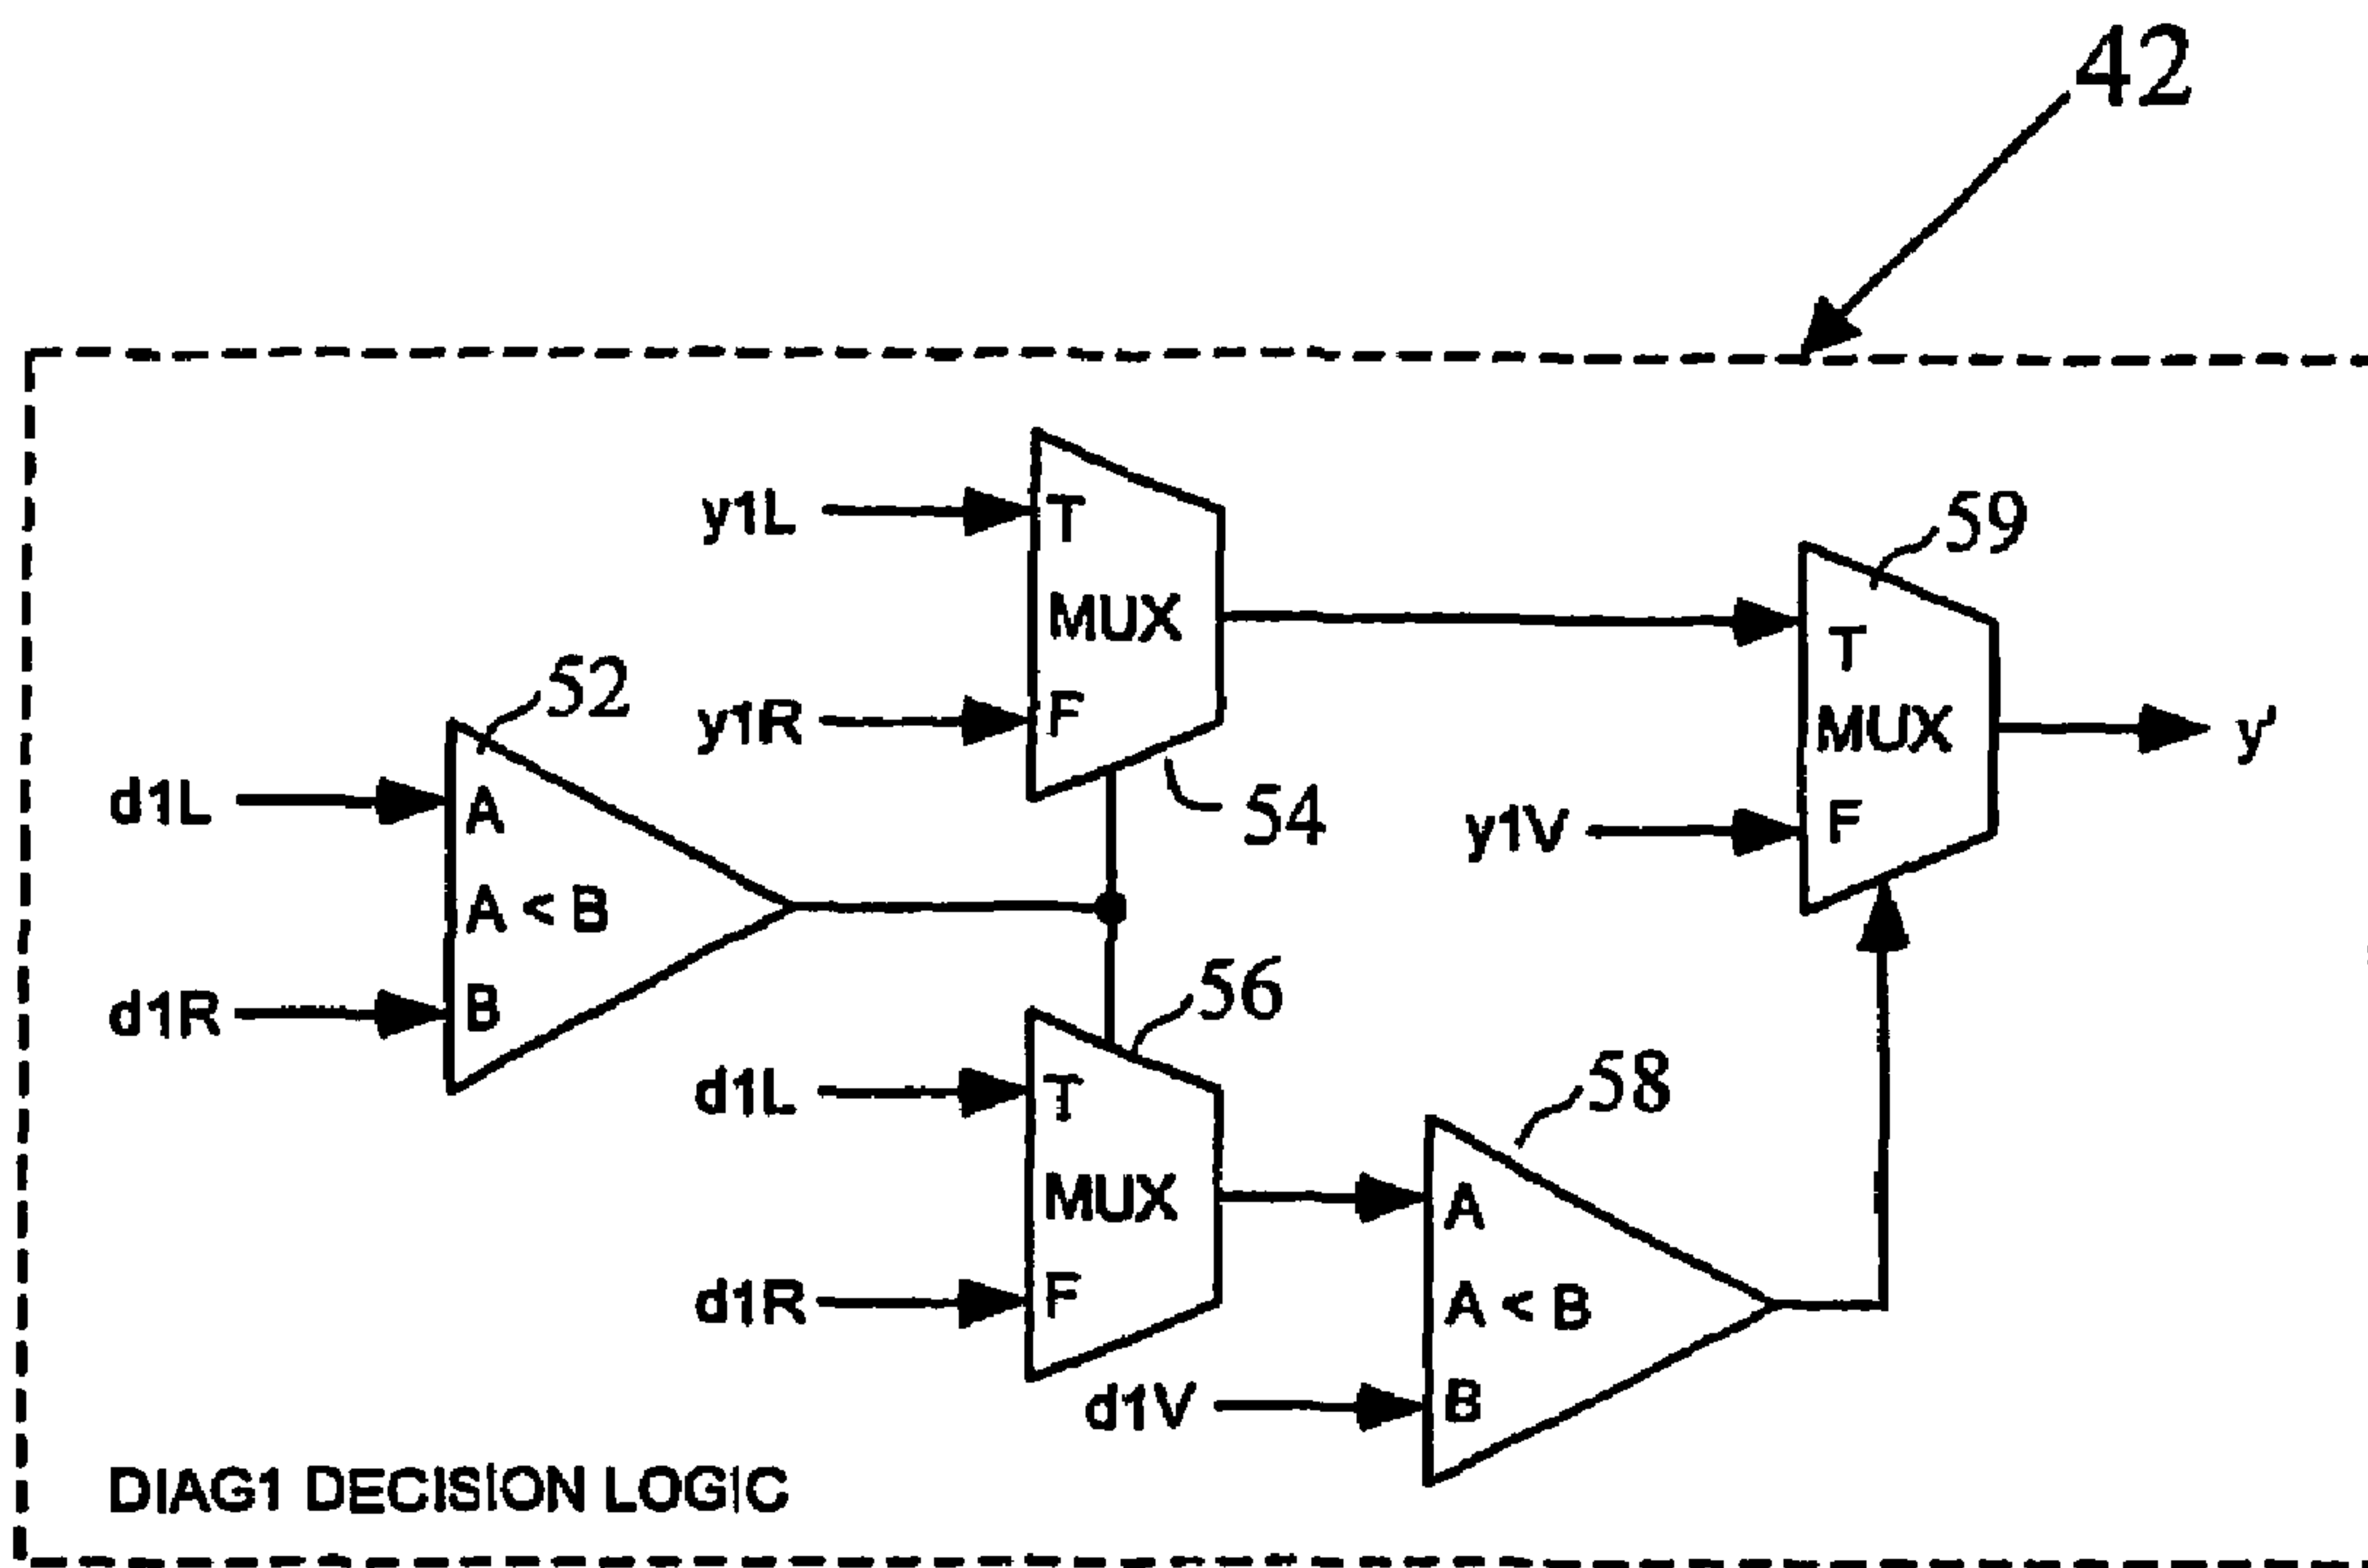 42
y1L
T
MUX
y1R
F
54
59
T
MUX
y1V
F
y'
52
d1L
A
A < B
d1R
B
56
d1L
T
MUX
d1R
F
58
A
A < B
d1V
B
DIAG1 DECISION LOGIC